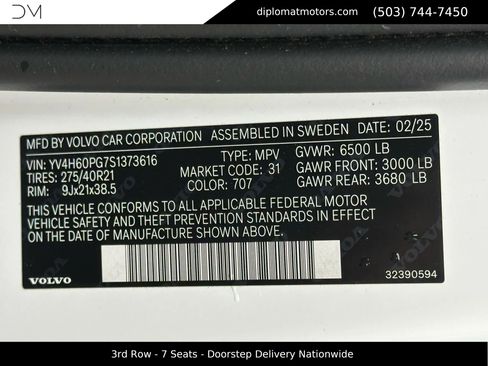 DM
diplomatmotors.com
(503) 744-7450
MFD BY VOLVO CAR CORPORATION ASSEMBLED IN SWEDEN DATE: 02/25
VIN: YV4H60PG7S1373616 TYPE: MPV GVWR: 6500 LB
TIRES: 275/40R21 MARKET CODE: 31 GAWR FRONT: 3000 LB
RIM: 9Jx21x38.5 COLOR: 707 GAWR REAR: 3680 LB
THIS VEHICLE CONFORMS TO ALL APPLICABLE FEDERAL MOTOR
VEHICLE SAFETY AND THEFT PREVENTION STANDARDS IN EFFECT
ON THE DATE OF MANUFACTURE SHOWN ABOVE.
VOLVO
32390594
3rd Row - 7 Seats - Doorstep Delivery Nationwide